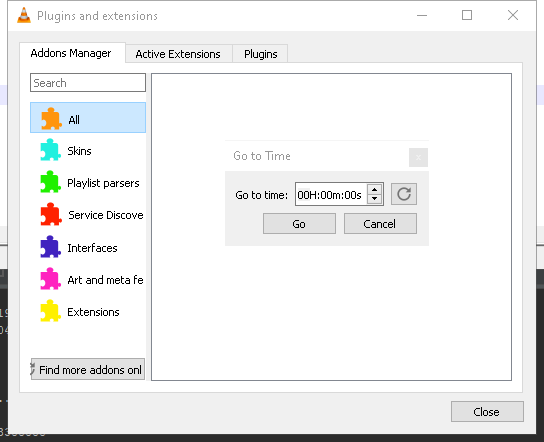 Plugins and extensions
Addons Manager
Active Extensions
Plugins
Search
All
Skins
Playlist parsers
Service Discove
Interfaces
Art and meta fe
Extensions
Find more addons onl
Go to Time
x
Go to time: 00H:00m:00s
Go
Cancel
Close